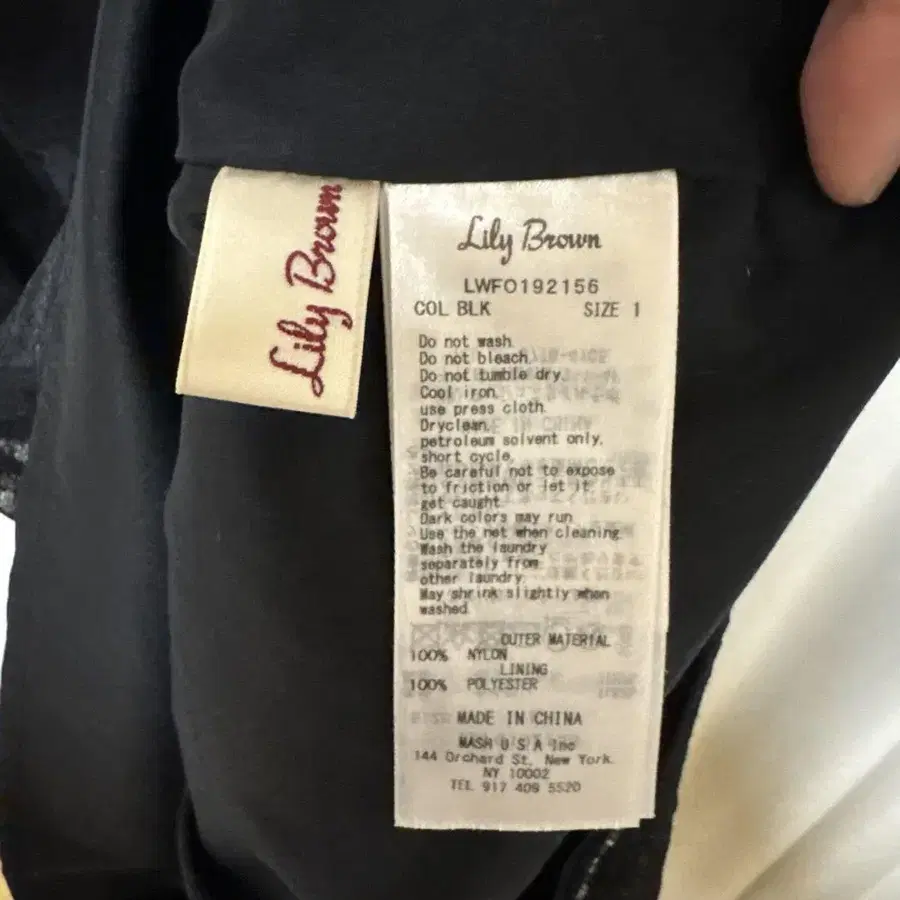 Lily Brown
Lily Brown
LWFO192156
COL BLK SIZE 1
Do not wash.
Do not bleach.
Do not tumble dry.
Cool iron.
use press cloth.
Dryclean.
petroleum solvent only.
short cycle.
Be careful not to expose
to friction or let it
get caught.
Dark colors may run.
Use the net when cleaning.
Wash the laundry
separately from
other laundry.
May shrink slightly when
washed.
OUTER MATERIAL
100% NYLON
LINING
100% POLYESTER
MADE IN CHINA
MASH U S A Inc
144 Orchard St, New York.
NY 10002
TEL 917 409 5520